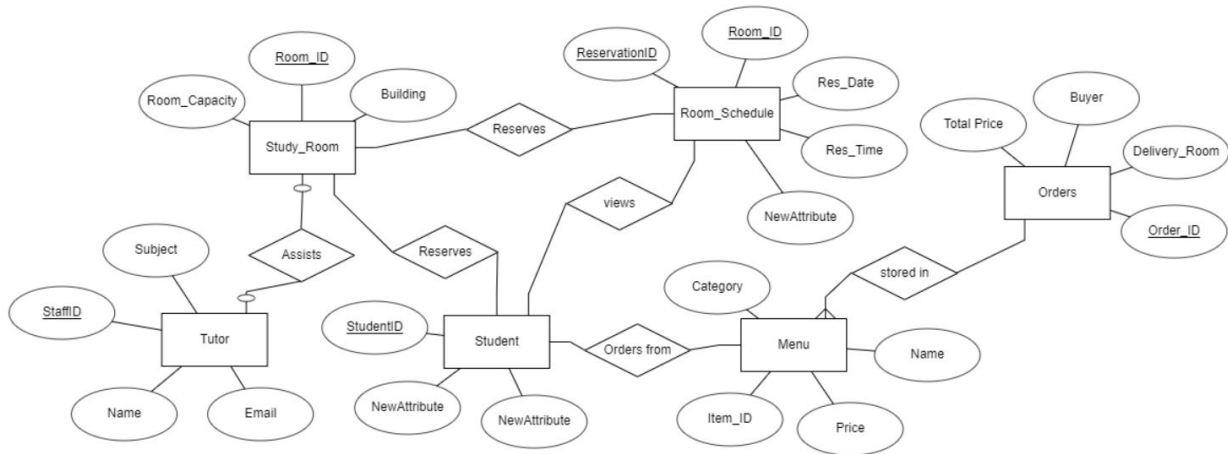 Room_ID
Room_Capacity
Building
Study_Room
Reserves
ReservationID
Room_ID
Res_Date
Room_Schedule
Res_Time
NewAttribute
views
Buyer
Total Price
Delivery_Room
Orders
Order_ID
stored in
Assists
Reserves
Subject
StaffID
Tutor
Name
Email
StudentID
Student
NewAttribute
NewAttribute
Orders from
Category
Menu
Name
Item_ID
Price